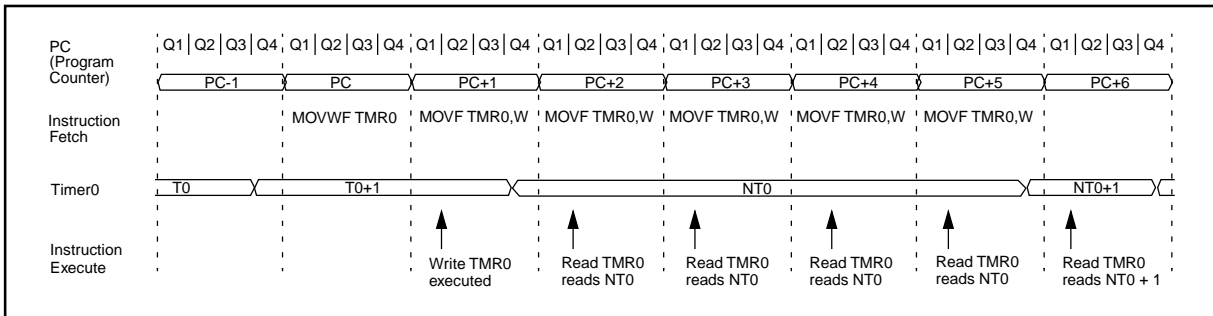 PC
(Program
Counter)
Q1 Q2 Q3 Q4 Q1 Q2 Q3 Q4 Q1 Q2 Q3 Q4 Q1 Q2 Q3 Q4 Q1 Q2 Q3 Q4 Q1 Q2 Q3 Q4 Q1 Q2 Q3 Q4 Q1 Q2 Q3 Q4
PC-1 PC PC+1 PC+2 PC+3 PC+4 PC+5 PC+6
Instruction
Fetch
MOVWF TMR0 MOVF TMR0,W MOVF TMR0,W MOVF TMR0,W MOVF TMR0,W MOVF TMR0,W
Timer0
T0 T0+1 NT0 NT0+1
Instruction
Execute
Write TMR0
executed
Read TMR0
reads NT0
Read TMR0
reads NT0
Read TMR0
reads NT0
Read TMR0
reads NT0
Read TMR0
reads NT0 + 1